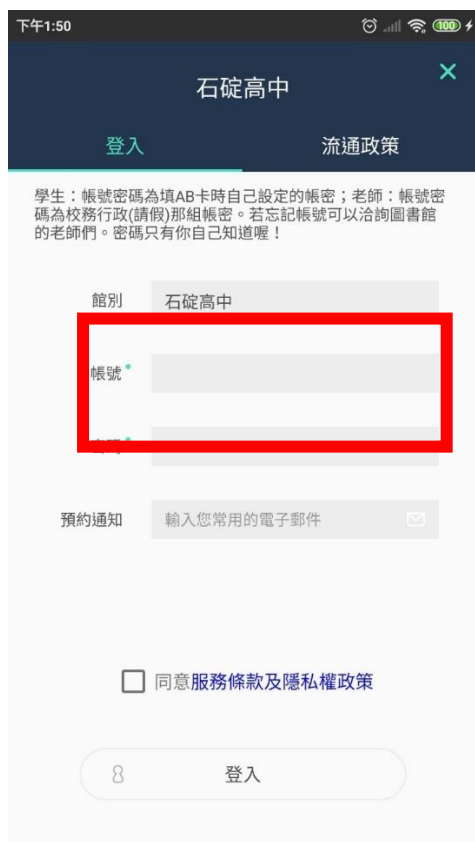 下午1:50
100
石碇高中
登入 流通政策
學生：帳號密碼為填AB卡時自己設定的帳密；老師：帳號密
碼為校務行政(請假)那組帳密。若忘記帳號可以洽詢圖書館
的老師們。密碼只有你自己知道喔！
館別 石碇高中
帳號
預約通知 輸入您常用的電子郵件
同意服務條款及隱私權政策
登入